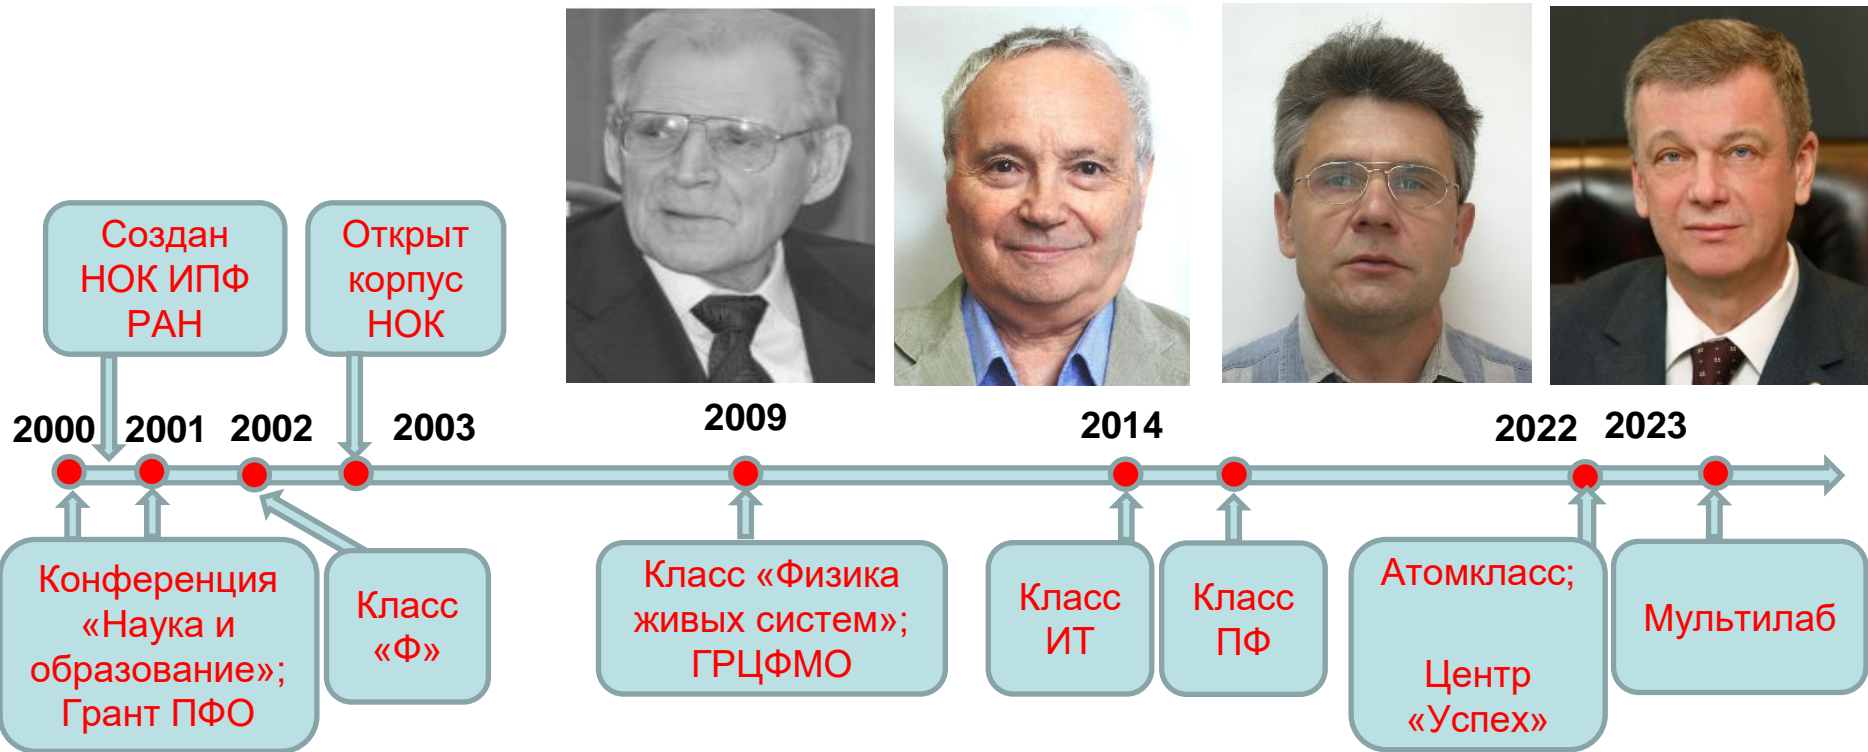 Создан
НОК ИПФ
РАН
Открыт
корпус
НОК
2000
2001
2002
2003
2009
2014
2022
2023
Конференция
«Наука и
образование»;
Грант ПФО
Класс
«Ф»
Класс «Физика
живых систем»;
ГРЦФМО
Класс
ИТ
Класс
ПФ
Атомкласс;
Центр
«Успех»
Мультилаб